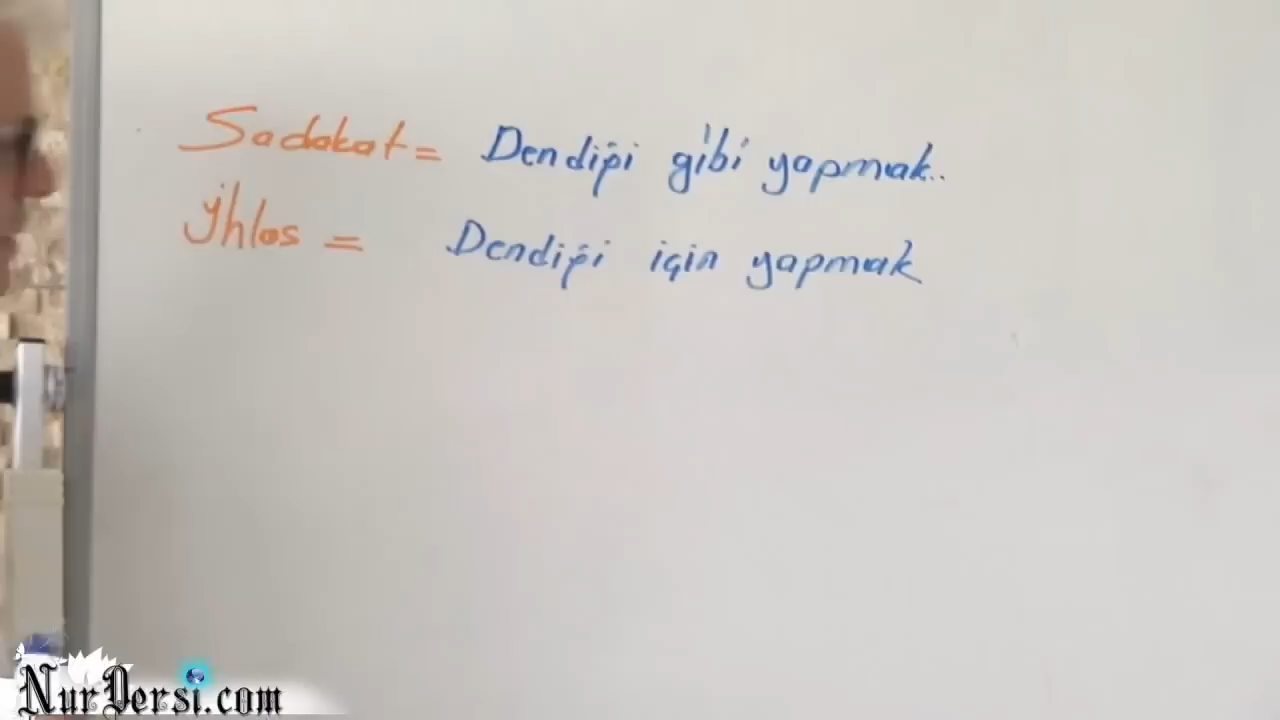 Sadakat = Dendiği gibi yapmak..
İhlas = Dendiği için yapmak
NurDersi.com